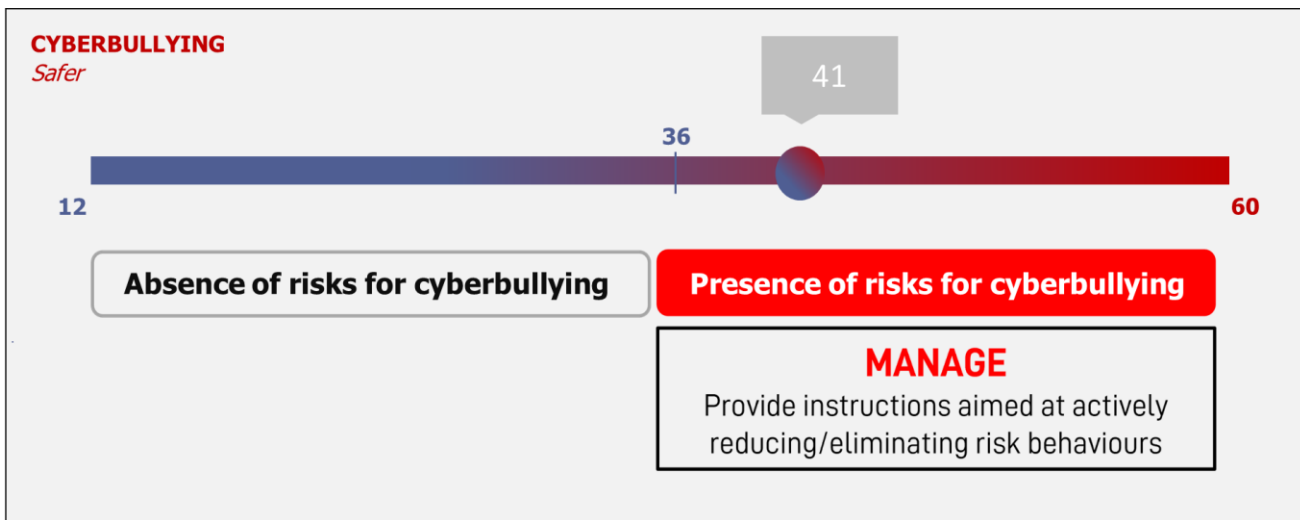 CYBERBULLYING
Safer
41
36
12
60
Absence of risks for cyberbullying
Presence of risks for cyberbullying
MANAGE
Provide instructions aimed at actively
reducing/eliminating risk behaviours